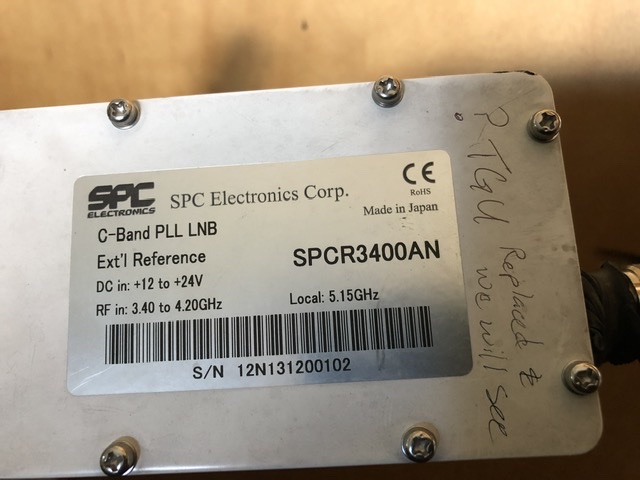 SPC
ELECTRONICS
SPC Electronics Corp.
CE
RoHS
Made in Japan
C-Band PLL LNB
Ext'l Reference
SPCR3400AN
DC in: +12 to +24V
RF in: 3.40 to 4.20GHz
Local: 5.15GHz
S/N 12N131200102
Replaced &
we will see